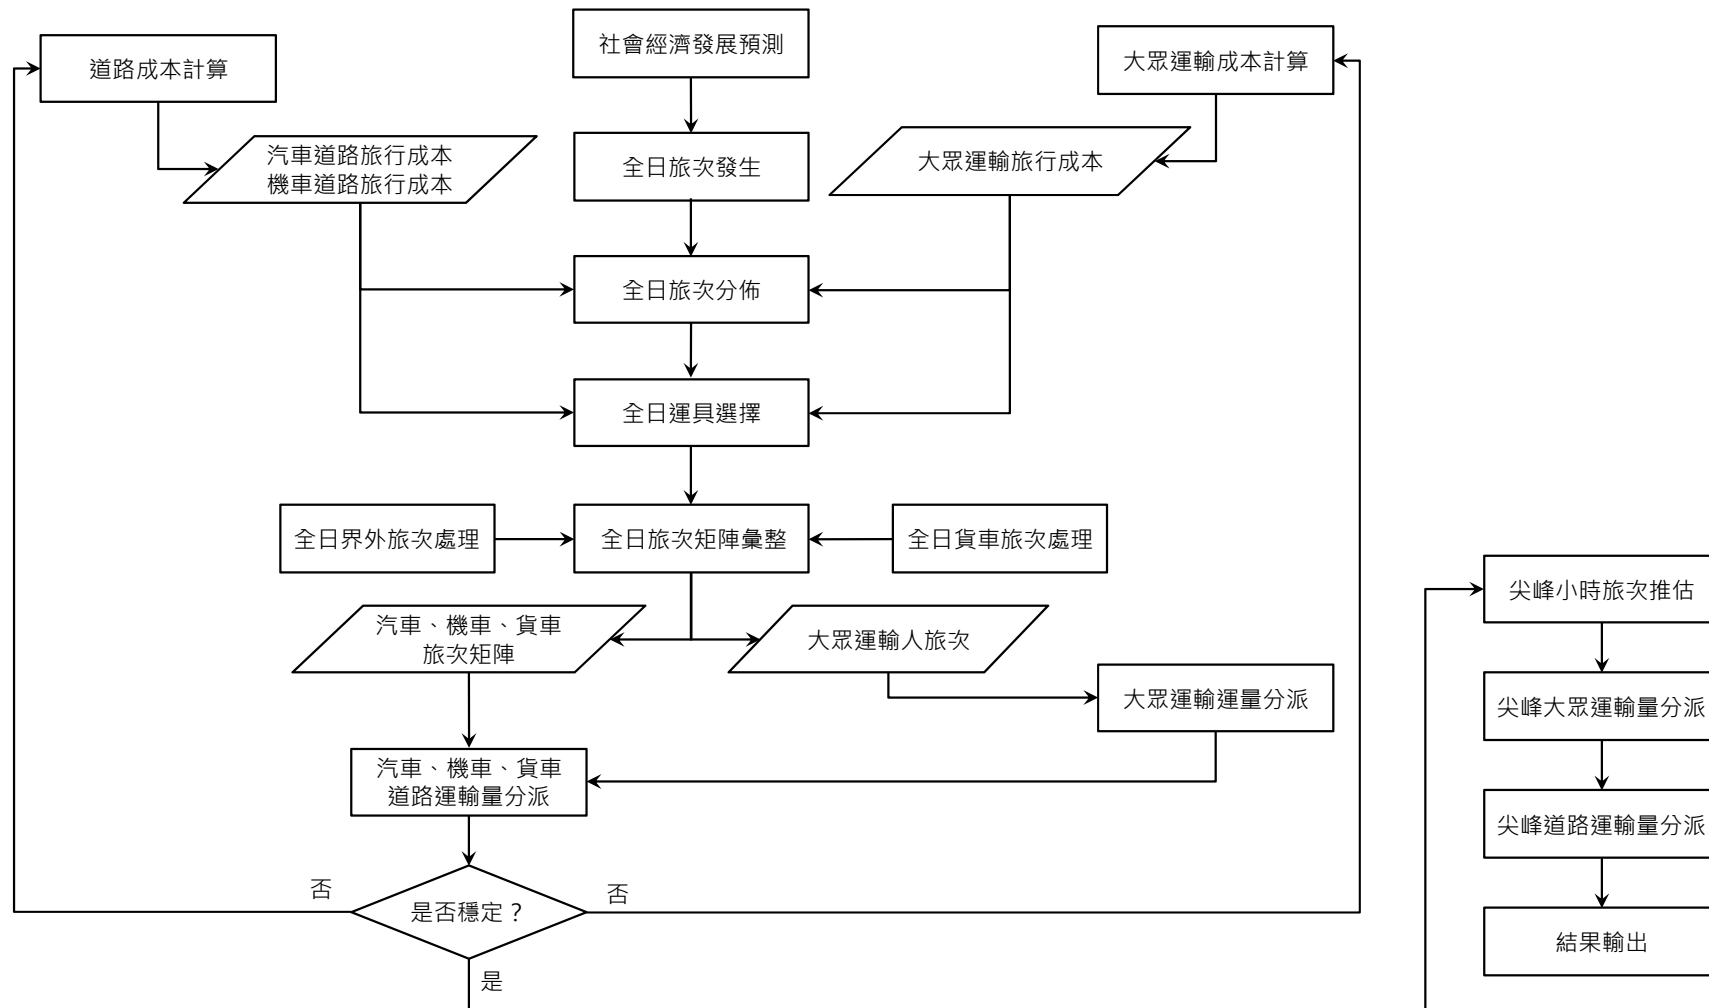 社會經濟發展預測
道路成本計算
大眾運輸成本計算
汽車道路旅行成本
機車道路旅行成本
全日旅次發生
大眾運輸旅行成本
全日旅次分佈
全日運具選擇
全日界外旅次處理
全日旅次矩陣彙整
全日貨車旅次處理
汽車、機車、貨車
旅次矩陣
大眾運輸人旅次
大眾運輸運量分派
汽車、機車、貨車
道路運輸量分派
否
否
是否穩定？
是
尖峰小時旅次推估
尖峰大眾運輸量分派
尖峰道路運輸量分派
結果輸出